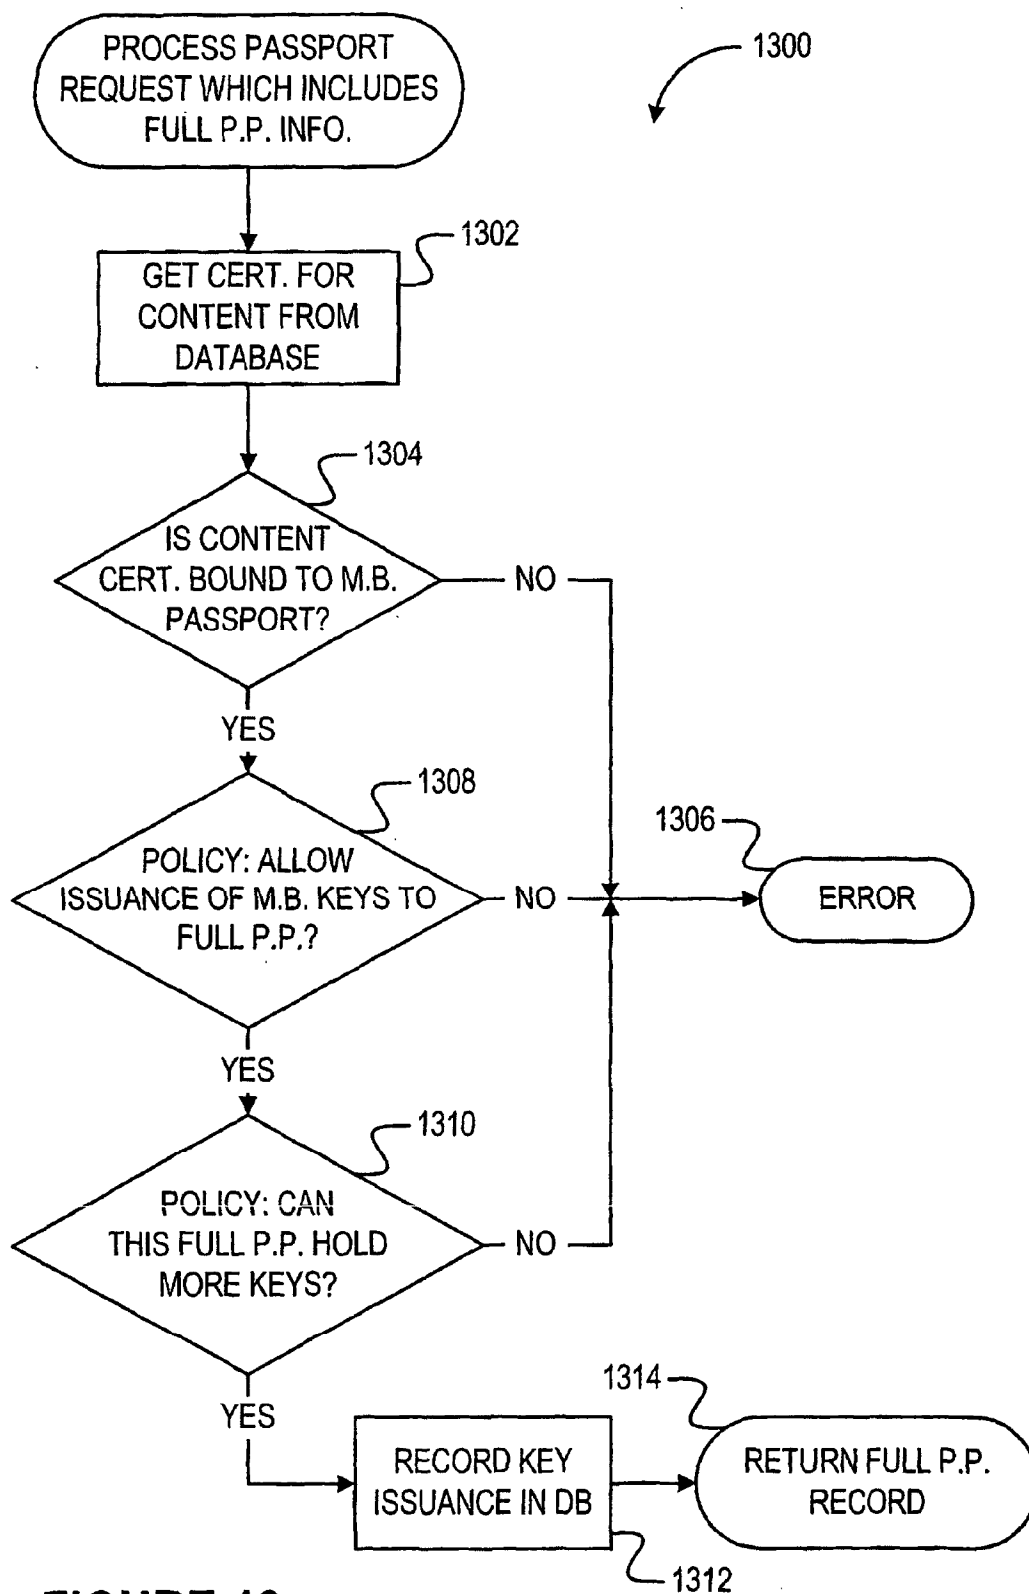 PROCESS PASSPORT
REQUEST WHICH INCLUDES
FULL P.P. INFO.
1300
1302
GET CERT. FOR
CONTENT FROM
DATABASE
1304
IS CONTENT
CERT. BOUND TO M.B.
PASSPORT?
NO
YES
1308
POLICY: ALLOW
ISSUANCE OF M.B. KEYS TO
FULL P.P.?
NO
1306
ERROR
YES
1310
POLICY: CAN
THIS FULL P.P. HOLD
MORE KEYS?
NO
YES
1314
RECORD KEY
ISSUANCE IN DB
RETURN FULL P.P.
RECORD
1312